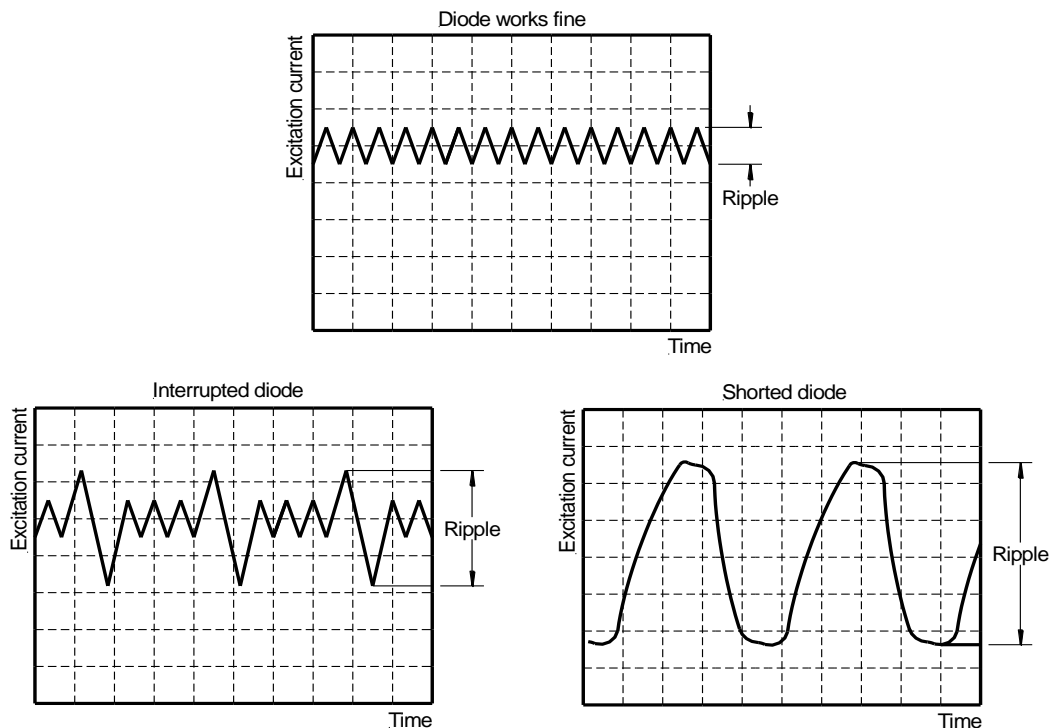 Diode works fine
Excitation current
Ripple
Time
Interrupted diode
Excitation current
Ripple
Time
Shorted diode
Excitation current
Ripple
Time